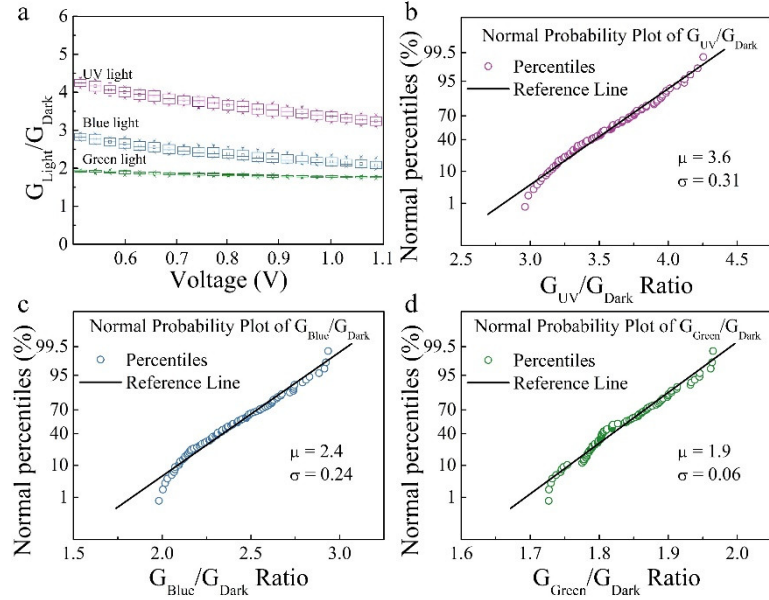 a
G_Light/G_Dark
6
5
4
3
2
1
0
UV light
Blue light
Green light
0.6 0.7 0.8 0.9 1.0 1.1
Voltage (V)
b
Normal percentiles (%)
Normal Probability Plot of G_UV/G_Dark
Percentiles
Reference Line
99.5
95
70
40
10
1
μ = 3.6
σ = 0.31
2.5 3.0 3.5 4.0 4.5
G_UV/G_Dark Ratio
c
Normal percentiles (%)
Normal Probability Plot of G_Blue/G_Dark
Percentiles
Reference Line
99.5
95
70
40
10
1
μ = 2.4
σ = 0.24
1.5 2.0 2.5 3.0
G_Blue/G_Dark Ratio
d
Normal percentiles (%)
Normal Probability Plot of G_Green/G_Dark
Percentiles
Reference Line
99.5
95
70
40
10
1
μ = 1.9
σ = 0.06
1.6 1.7 1.8 1.9 2.0
G_Green/G_Dark Ratio